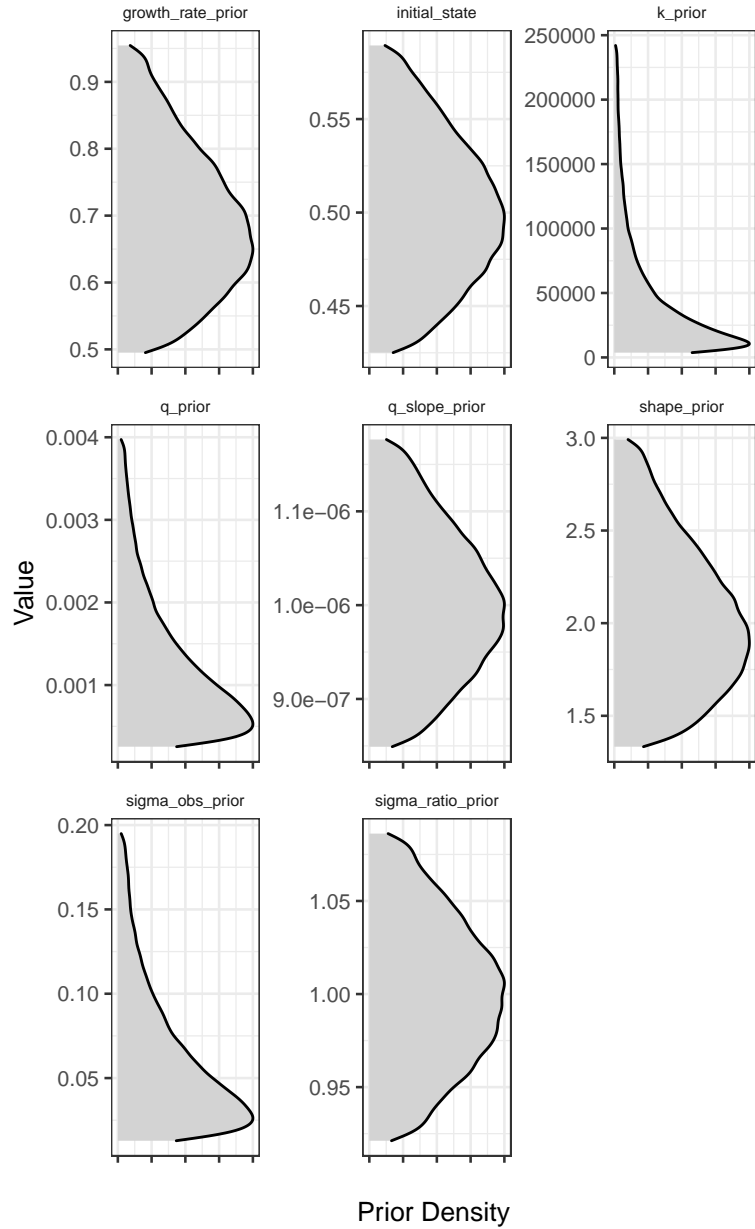 growth_rate_prior
initial_state
k_prior
0.9
0.8
0.7
0.6
0.5
0.55
0.50
0.45
250000
200000
150000
100000
50000
0
q_prior
q_slope_prior
shape_prior
0.004
0.003
0.002
0.001
1.1e−06
1.0e−06
9.0e−07
3.0
2.5
2.0
1.5
Value
sigma_obs_prior
sigma_ratio_prior
0.20
0.15
0.10
0.05
1.05
1.00
0.95
Prior Density